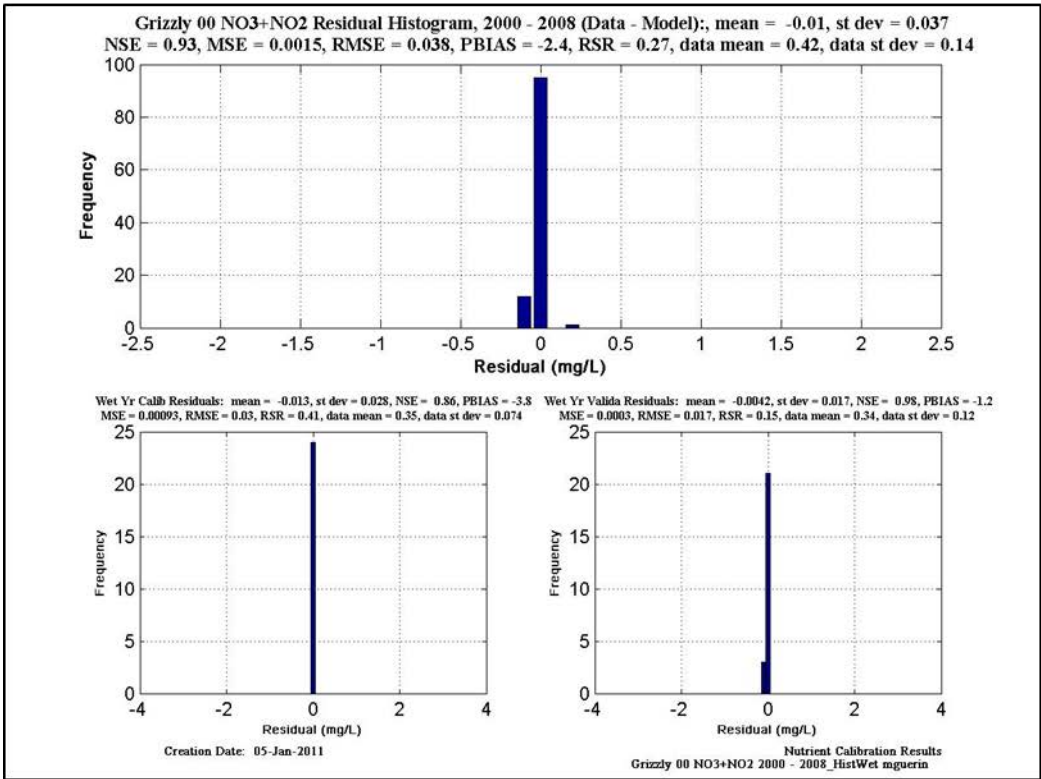 Grizzly 00 NO3+NO2 Residual Histogram, 2000 - 2008 (Data - Model):, mean = -0.01, st dev = 0.037
NSE = 0.93, MSE = 0.0015, RMSE = 0.038, PBIAS = -2.4, RSR = 0.27, data mean = 0.42, data st dev = 0.14
100
80
60
40
20
0
Frequency
-2.5 -2 -1.5 -1 -0.5 0 0.5 1 1.5 2 2.5
Residual (mg/L)
Wet Yr Calib Residuals: mean = -0.013, st dev = 0.028, NSE = 0.86, PBIAS = -3.8
MSE = 0.00093, RMSE = 0.03, RSR = 0.41, data mean = 0.35, data st dev = 0.074
25
20
15
10
5
0
Frequency
-4 -2 0 2 4
Residual (mg/L)
Wet Yr Valida Residuals: mean = -0.0042, st dev = 0.017, NSE = 0.98, PBIAS = -1.2
MSE = 0.0003, RMSE = 0.017, RSR = 0.15, data mean = 0.34, data st dev = 0.12
25
20
15
10
5
0
Frequency
-4 -2 0 2 4
Residual (mg/L)
Creation Date: 05-Jan-2011
Nutrient Calibration Results
Grizzly 00 NO3+NO2 2000 - 2008_HistWet mguerin